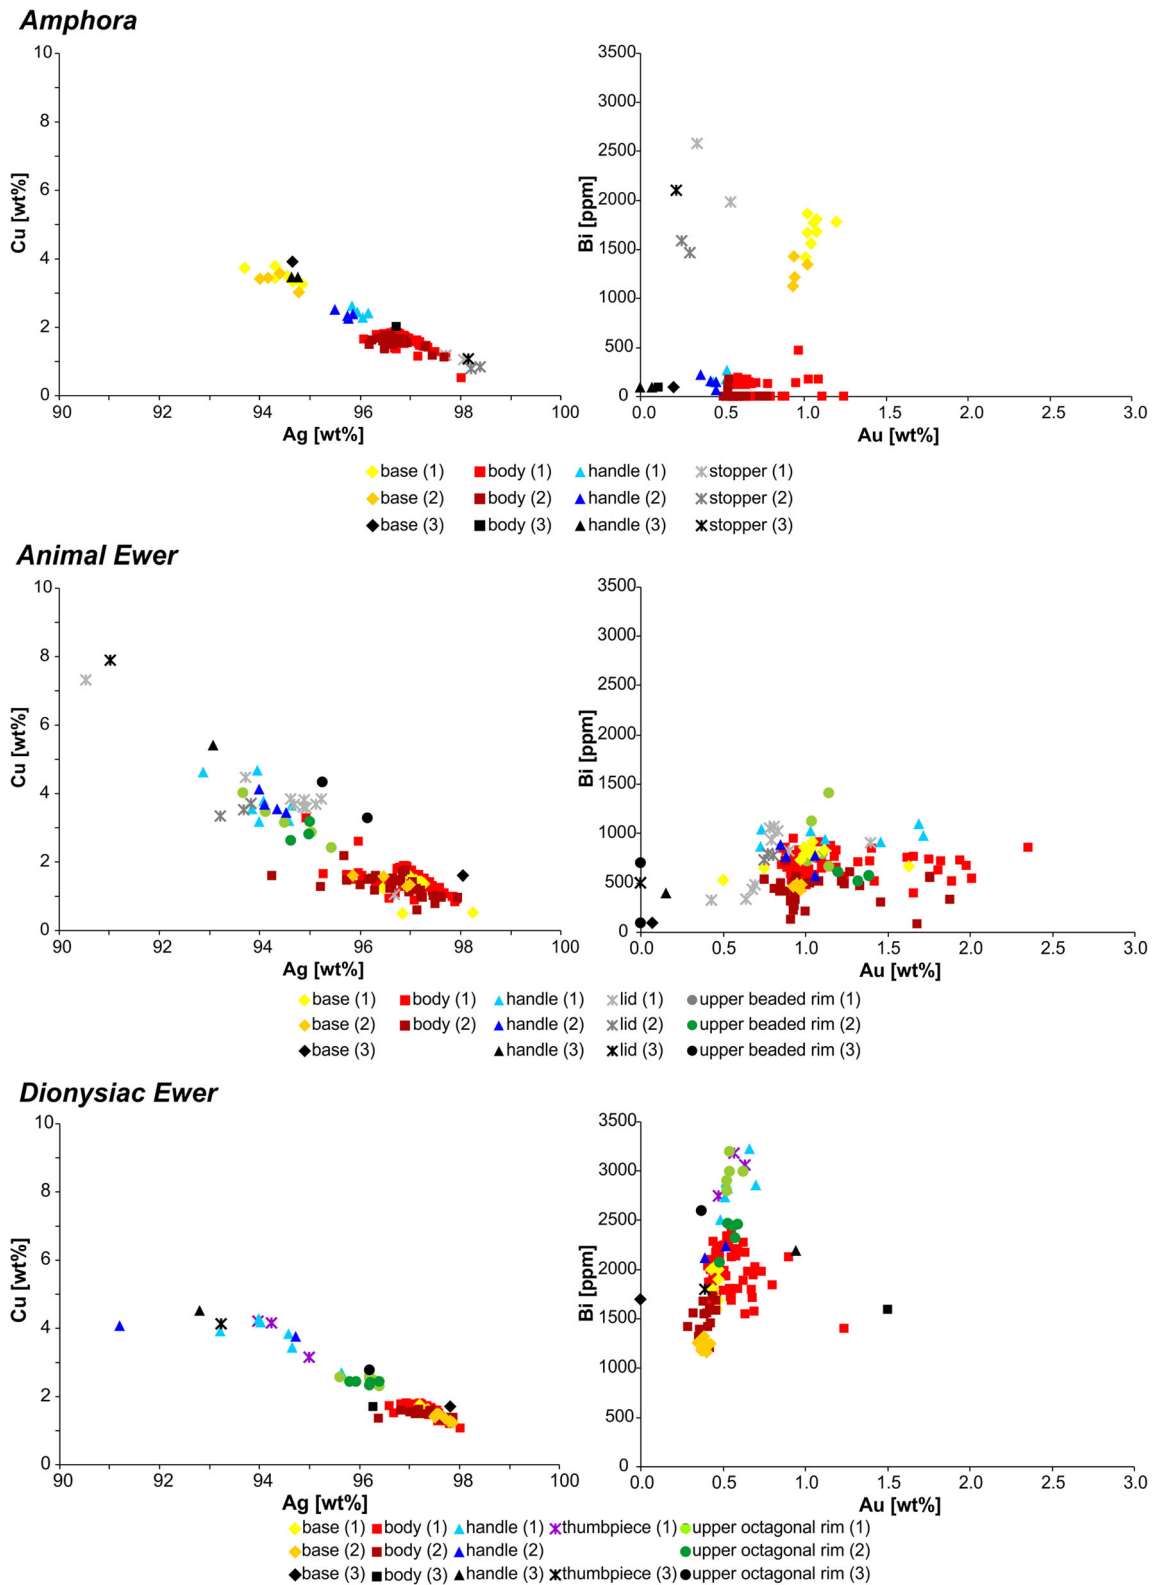 Amphora
10
8
6
4
2
0
Cu [wt%]
90 92 94 96 98 100
Ag [wt%]
3500
3000
2500
2000
1500
1000
500
0
Bi [ppm]
0.0 0.5 1.0 1.5 2.0 2.5 3.0
Au [wt%]
base (1) body (1) handle (1) stopper (1)
base (2) body (2) handle (2) stopper (2)
base (3) body (3) handle (3) stopper (3)
Animal Ewer
10
8
6
4
2
0
Cu [wt%]
90 92 94 96 98 100
Ag [wt%]
3500
3000
2500
2000
1500
1000
500
0
Bi [ppm]
0.0 0.5 1.0 1.5 2.0 2.5 3.0
Au [wt%]
base (1) body (1) handle (1) lid (1) upper beaded rim (1)
base (2) body (2) handle (2) lid (2) upper beaded rim (2)
base (3) handle (3) lid (3) upper beaded rim (3)
Dionysiac Ewer
10
8
6
4
2
0
Cu [wt%]
90 92 94 96 98 100
Ag [wt%]
3500
3000
2500
2000
1500
1000
500
0
Bi [ppm]
0.0 0.5 1.0 1.5 2.0 2.5 3.0
Au [wt%]
base (1) body (1) handle (1) thumbpiece (1) upper octagonal rim (1)
base (2) body (2) handle (2) upper octagonal rim (2)
base (3) body (3) handle (3) thumbpiece (3) upper octagonal rim (3)